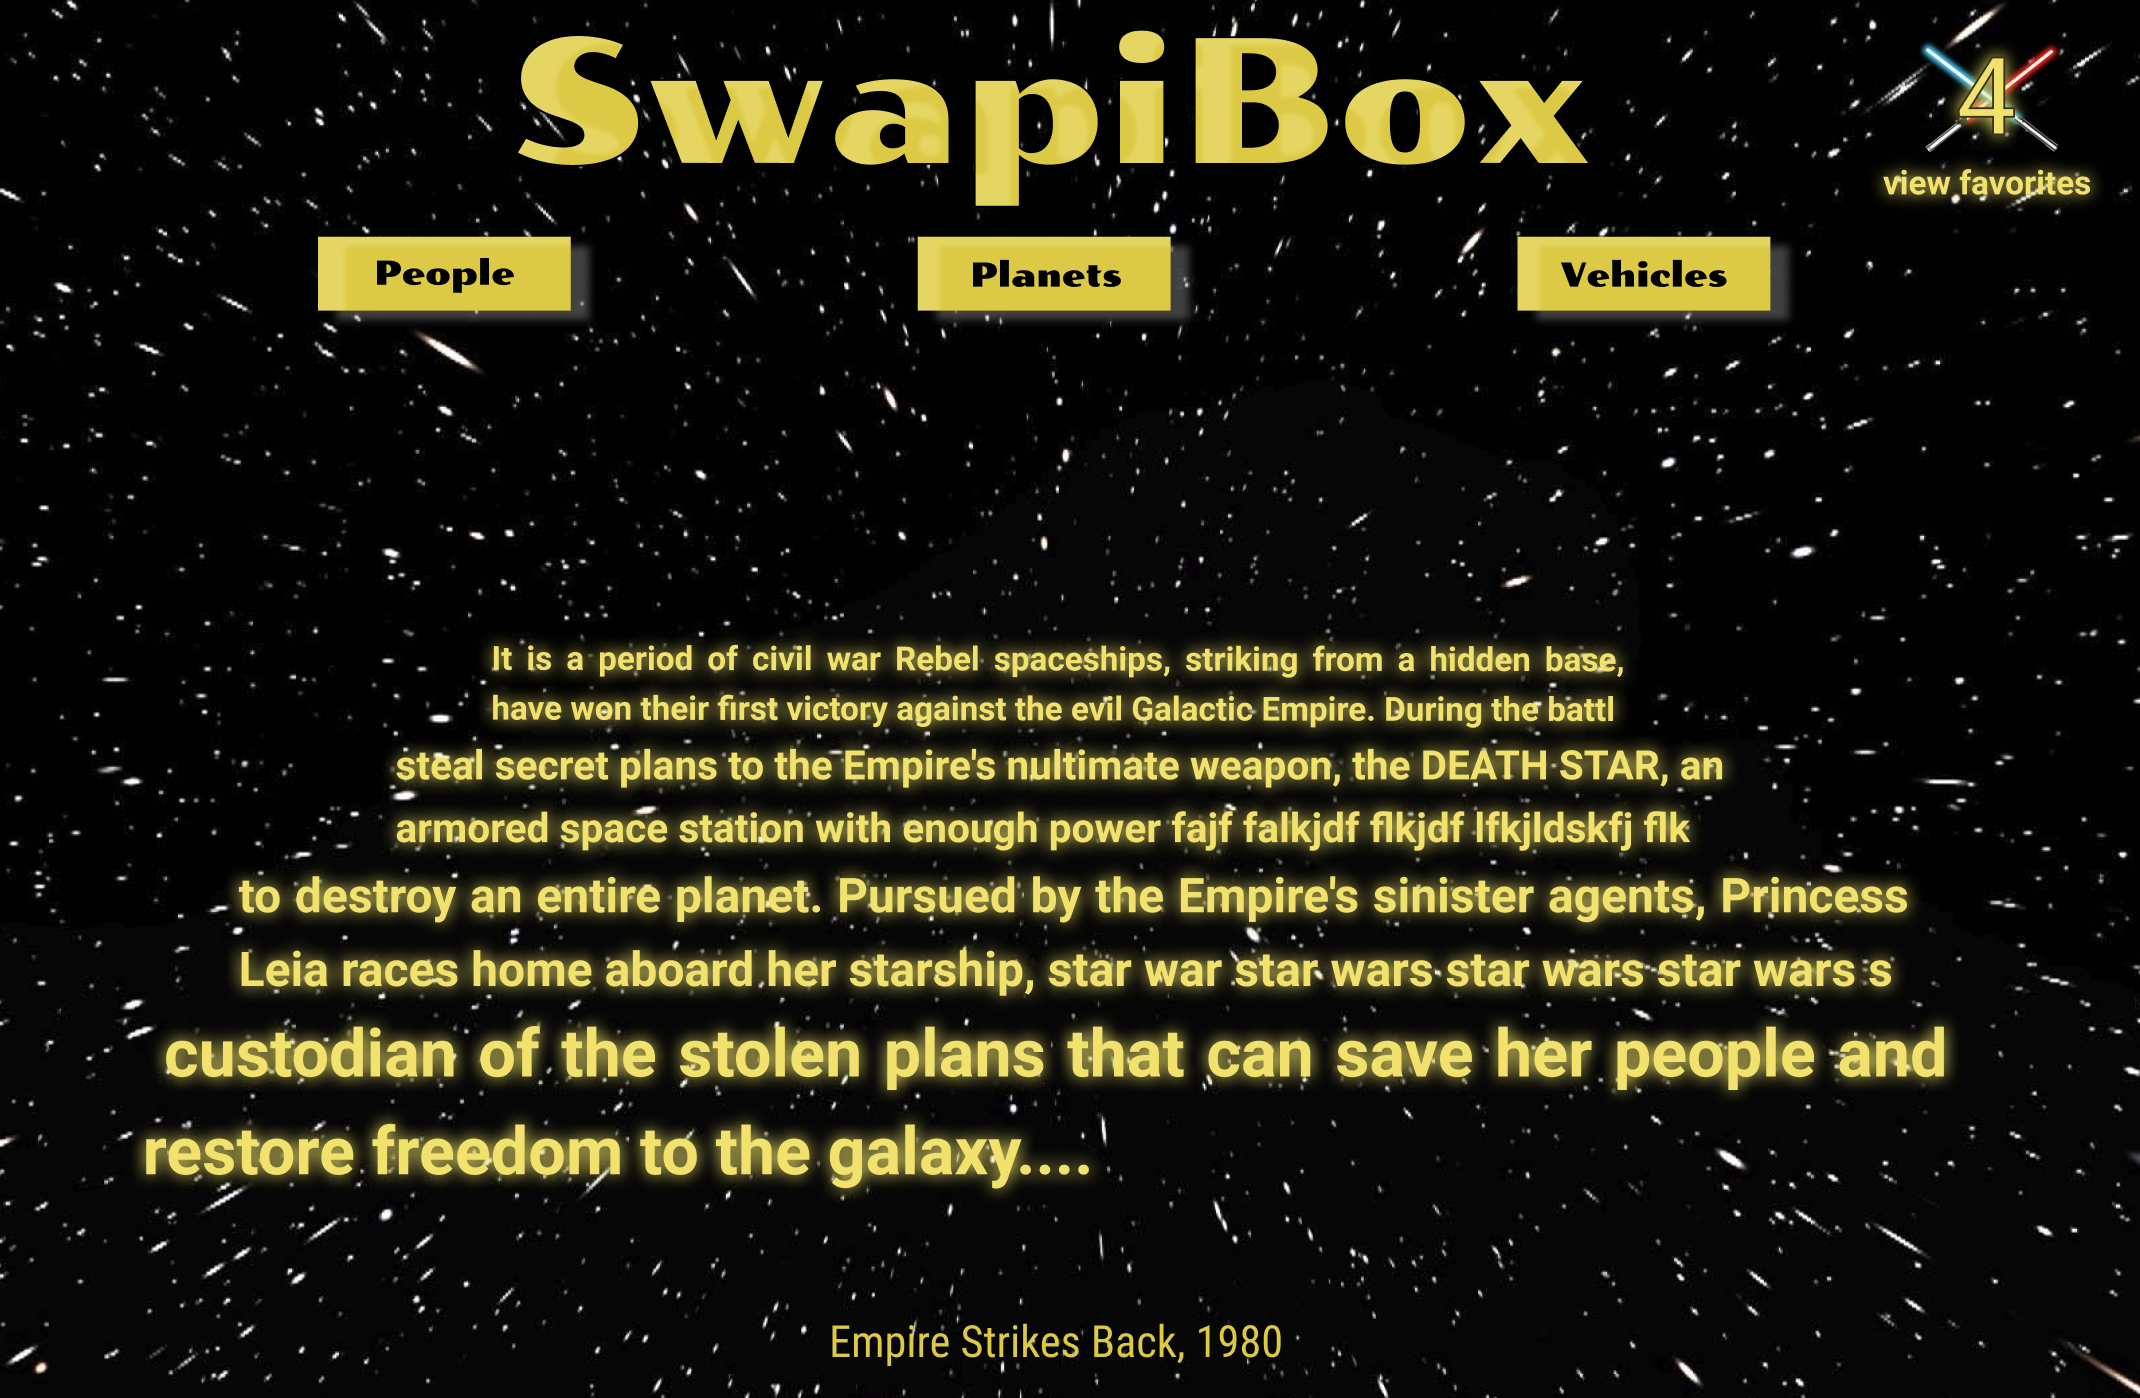 SwapiBox
4
view favorites
People
Planets
Vehicles
It is a period of civil war Rebel spaceships, striking from a hidden base,
have won their first victory against the evil Galactic Empire. During the battl
steal secret plans to the Empire's nultimate weapon, the DEATH STAR, an
armored space station with enough power fajf falkjdf flkjdf lfkjldskfj flk
to destroy an entire planet. Pursued by the Empire's sinister agents, Princess
Leia races home aboard her starship, star war star wars star wars star wars s
custodian of the stolen plans that can save her people and
restore freedom to the galaxy....
Empire Strikes Back, 1980